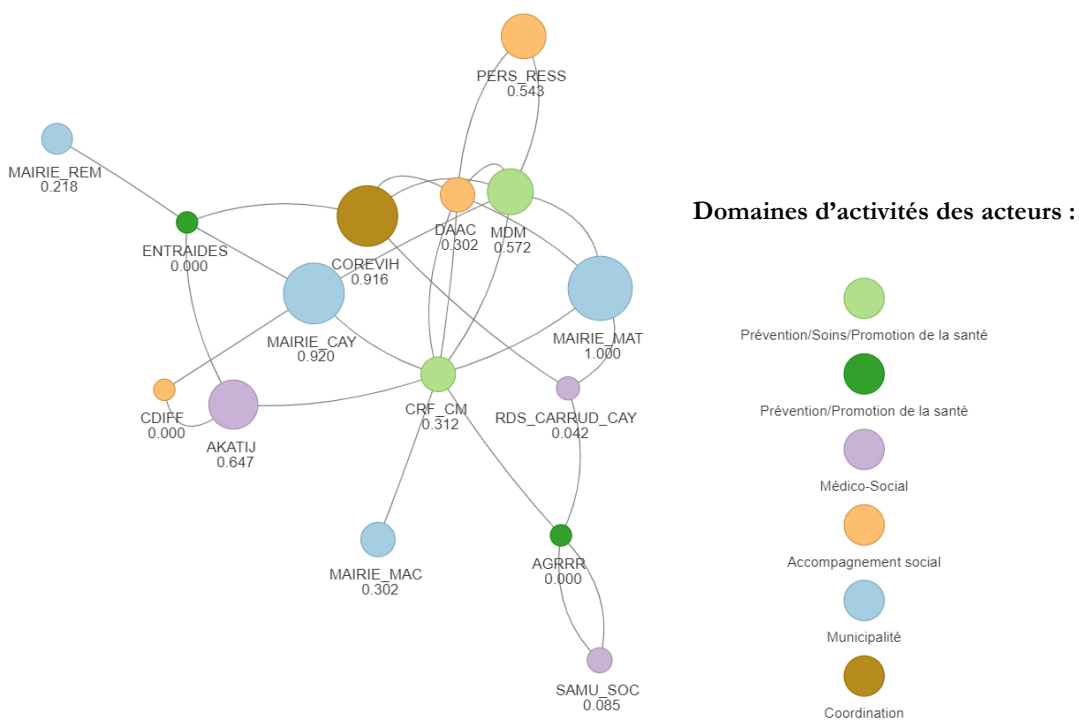 PERS_RESS
0.543
MAIRIE_REM
0.218
ENTRAIDES
0.000
COREVIH
0.916
DAAC
0.302
MDM
0.572
MAIRIE_CAY
0.920
MAIRIE_MAT
1.000
CDIFF
0.000
AKATIJ
0.647
CRF_CM
0.312
RDS_CARRUD_CAY
0.042
MAIRIE_MAC
0.302
AGRRR
0.000
SAMU_SOC
0.085
Domaines d’activités des acteurs :
Prévention/Soins/Promotion de la santé
Prévention/Promotion de la santé
Médico-Social
Accompagnement social
Municipalité
Coordination